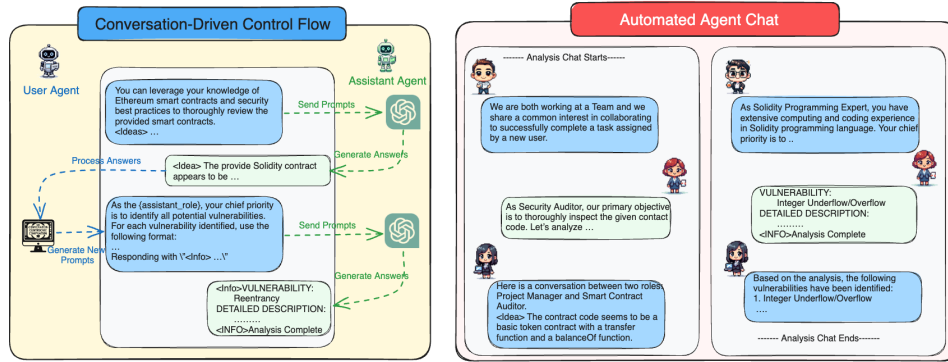 Conversation-Driven Control Flow
User Agent
Assistant Agent
You can leverage your knowledge of
Ethereum smart contracts and security
best practices to thoroughly review the
provided smart contracts.
<Ideas> ...
Send Prompts
Generate Answers
Process Answers
<Idea> The provide Solidity contract
appears to be ...
As the {assistant_role}, your chief priority
is to identify all potential vulnerabilities.
For each vulnerability identified, use the
following format:
...
Responding with \"<Info> ...\"
Send Prompts
Generate New
Prompts
Generate Answers
<Info>VULNERABILITY:
Reentrancy
DETAILED DESCRIPTION:
.........
<INFO>Analysis Complete
Automated Agent Chat
------- Analysis Chat Starts------
We are both working at a Team and we
share a common interest in collaborating
to successfully complete a task assigned
by a new user.
As Security Auditor, our primary objective
is to thoroughly inspect the given contact
code. Let's analyze ...
Here is a conversation between two roles:
Project Manager and Smart Contract
Auditor.
<Idea> The contract code seems to be a
basic token contract with a transfer
function and a balanceOf function.
As Solidity Programming Expert, you have
extensive computing and coding experience
in Solidity programming language. Your chief
priority is to ..
VULNERABILITY:
Integer Underflow/Overflow
DETAILED DESCRIPTION:
.........
<INFO>Analysis Complete
Based on the analysis, the following
vulnerabilities have been identified:
1. Integer Underflow/Overflow
....
------- Analysis Chat Ends-------